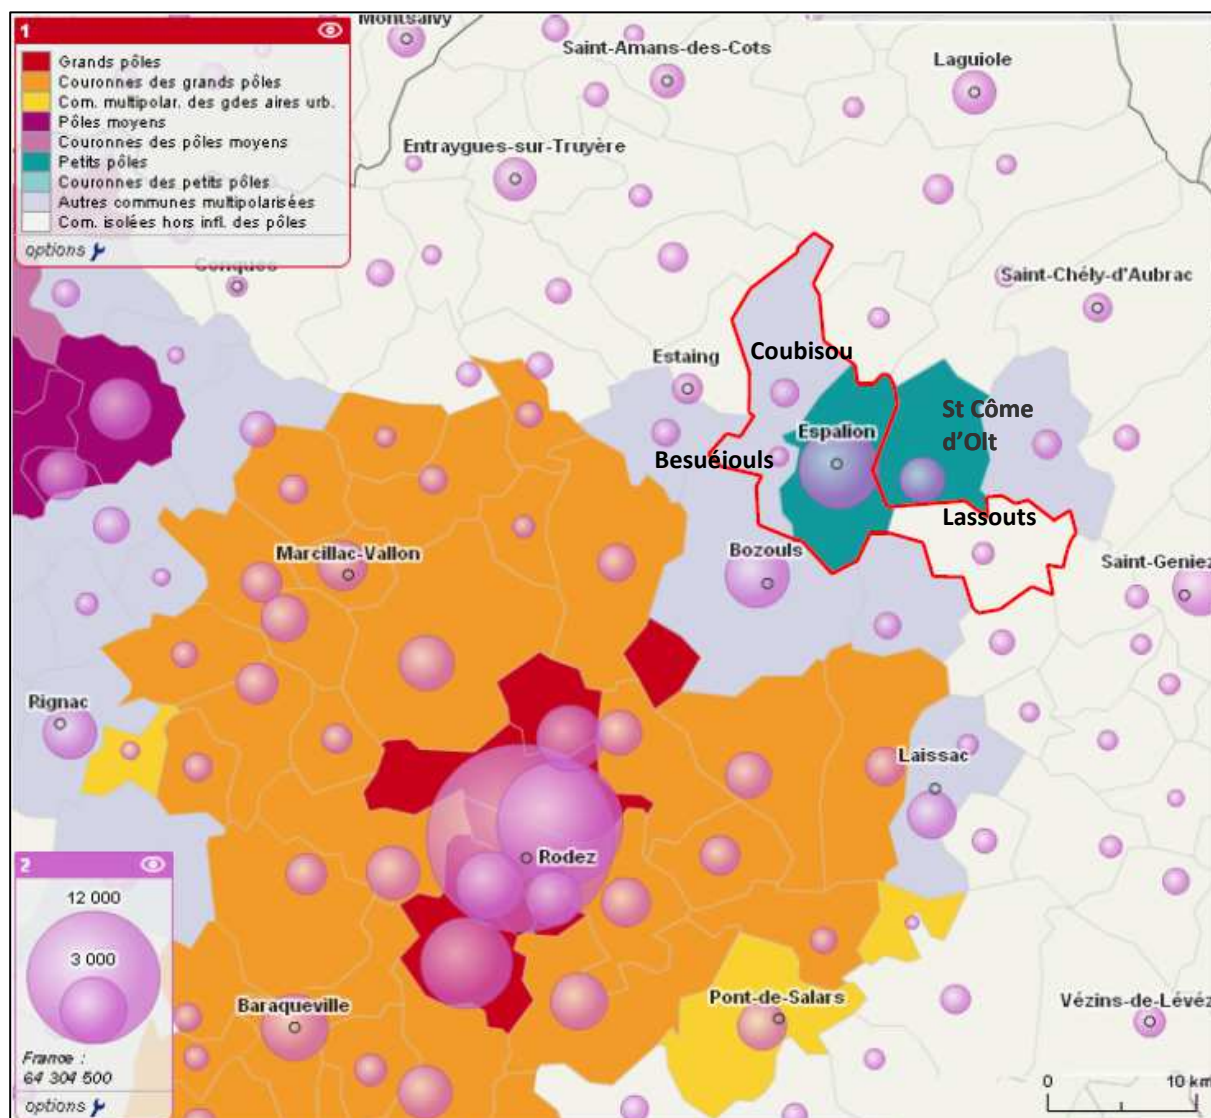 1
Grands pôles
Couronnes des grands pôles
Com. multipolar. des gdes aires urb.
Pôles moyens
Couronnes des pôles moyens
Petits pôles
Couronnes des petits pôles
Autres communes multipolarisées
Com. isolées hors infl. des pôles
options
Montsalvy
Saint-Amans-des-Cots
Laguiole
Entraygues-sur-Truyère
Conques
Saint-Chély-d'Aubrac
Estaing
Coubisou
St Côme
d'Olt
Espalion
Besuéjouls
Lassouts
Bozouls
Marcillac-Vallon
Saint-Geniez
Rignac
Laissac
Rodez
Baraqueville
Pont-de-Salars
Vézins-de-Lévéz
2
12 000
3 000
France :
64 304 500
options
0 10 km